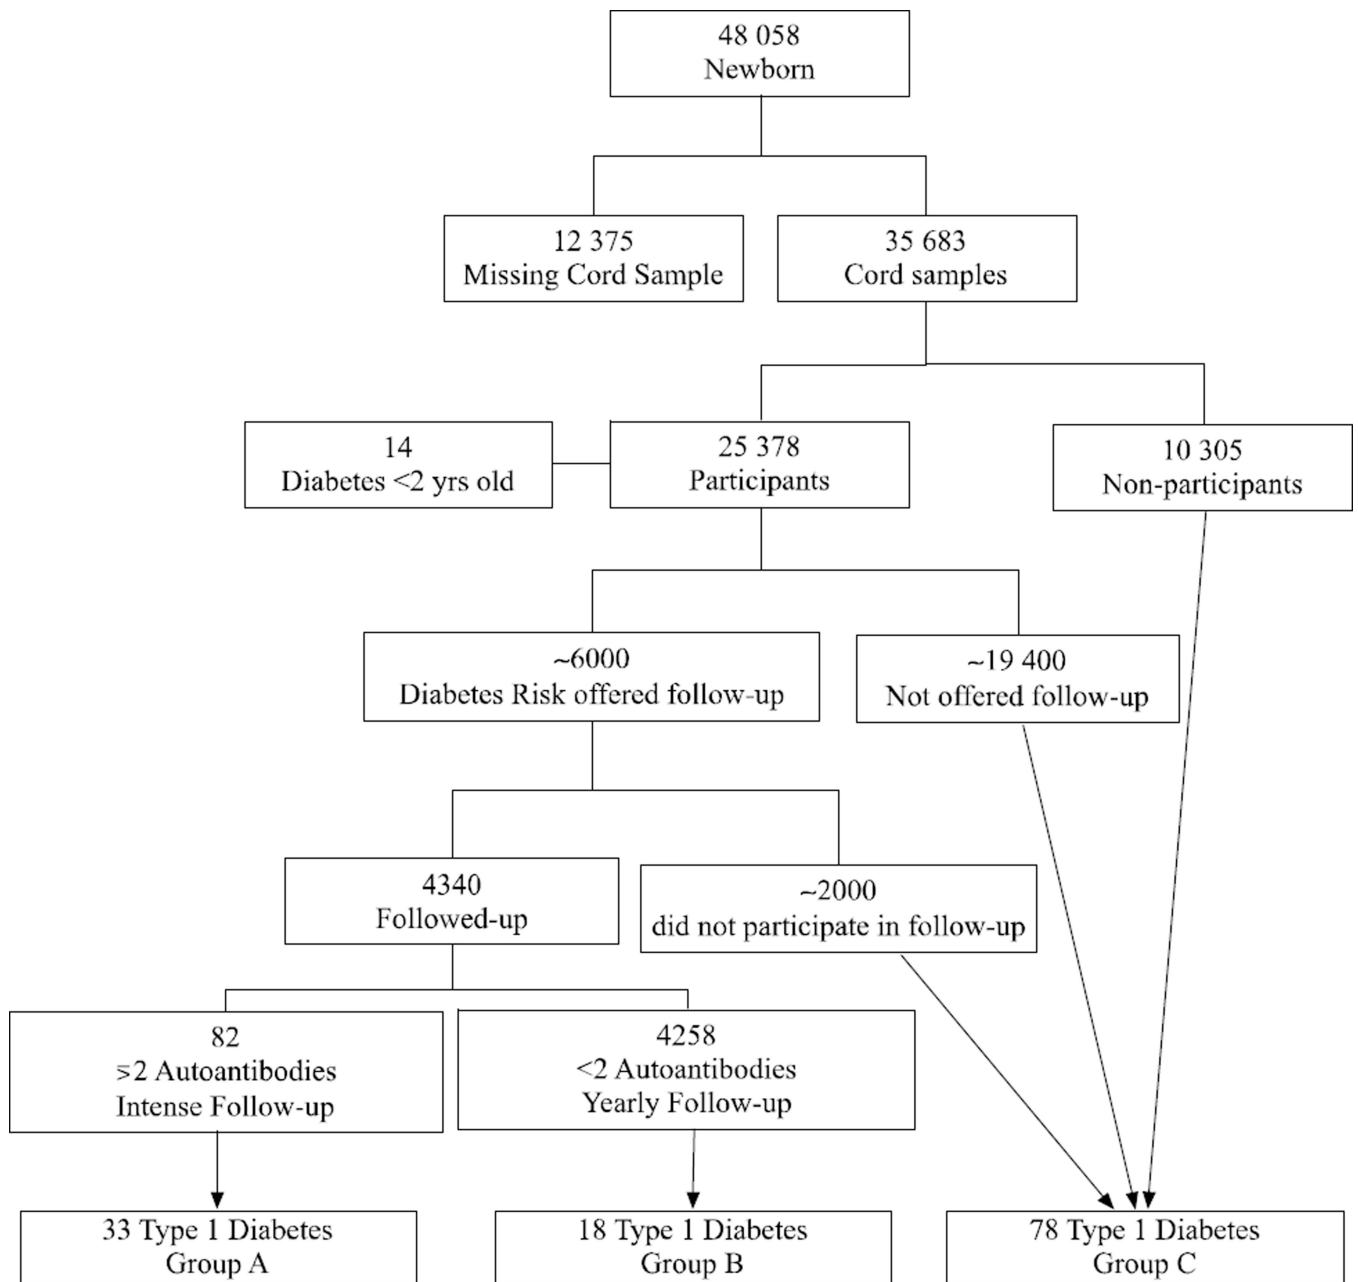 48 058
Newborn
12 375
Missing Cord Sample
35 683
Cord samples
14
Diabetes <2 yrs old
25 378
Participants
10 305
Non-participants
~6000
Diabetes Risk offered follow-up
~19 400
Not offered follow-up
4340
Followed-up
~2000
did not participate in follow-up
82
⩾2 Autoantibodies
Intense Follow-up
4258
<2 Autoantibodies
Yearly Follow-up
33 Type 1 Diabetes
Group A
18 Type 1 Diabetes
Group B
78 Type 1 Diabetes
Group C